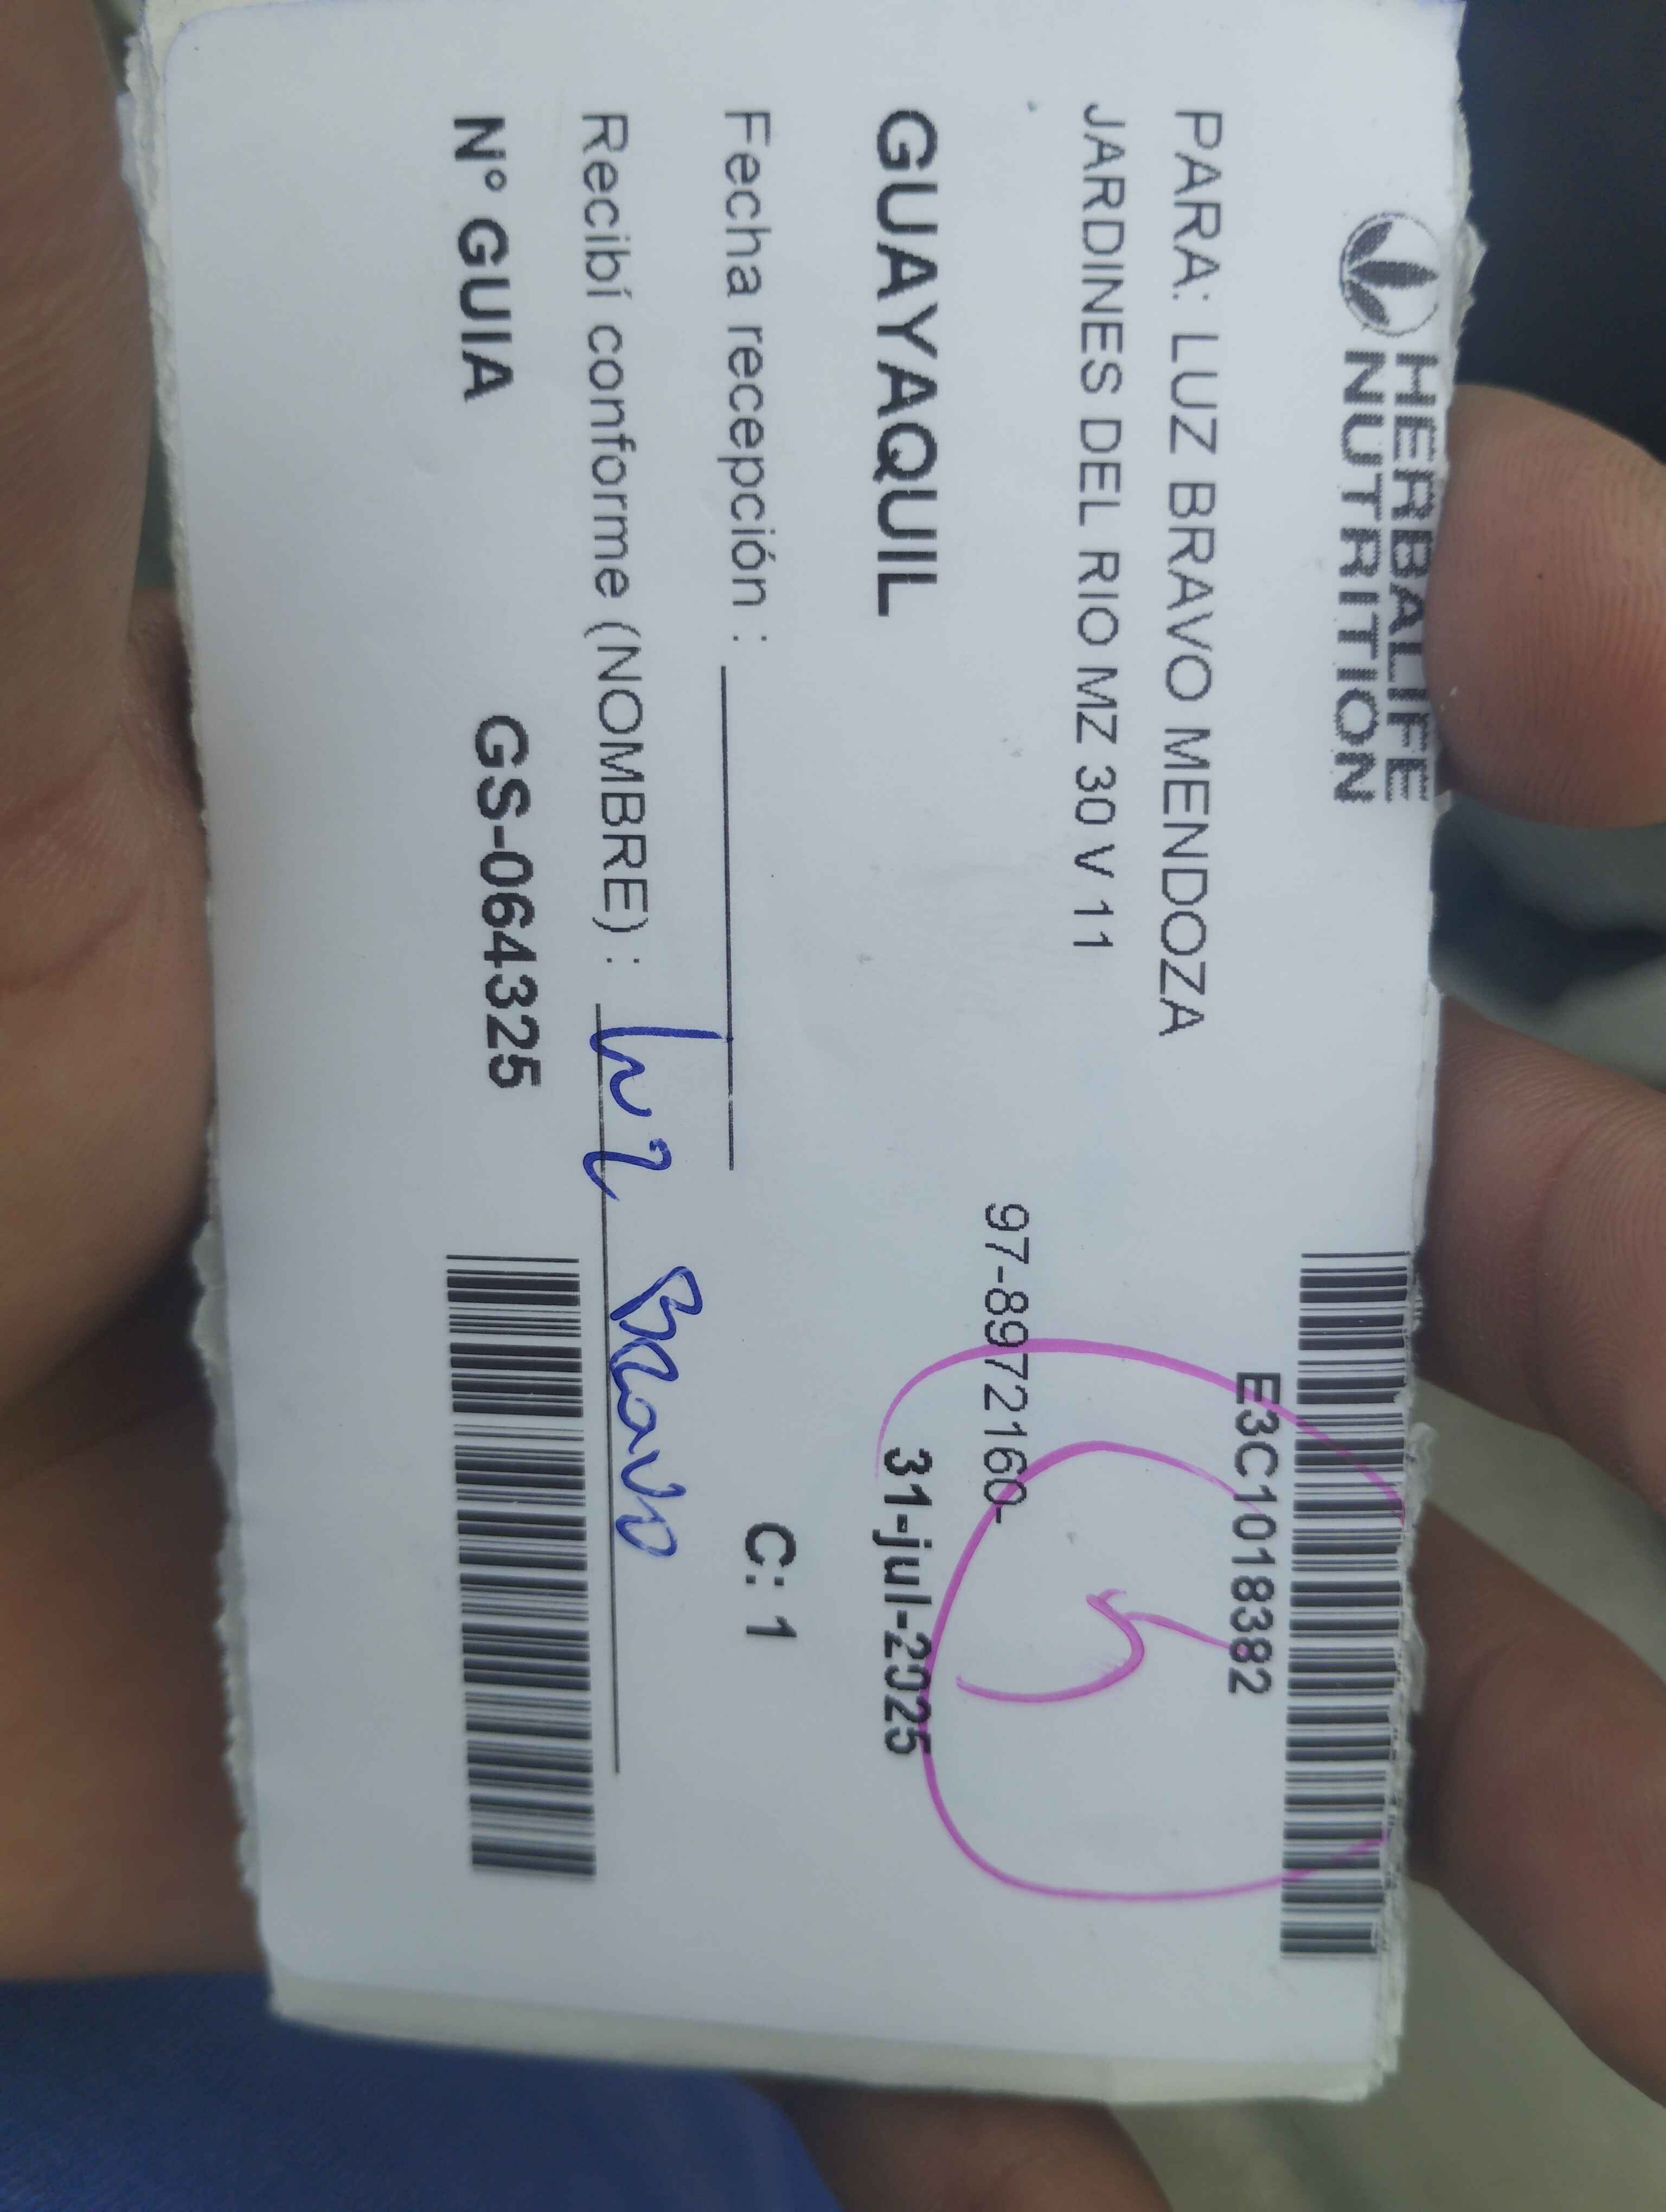 HERBALIFE
NUTRITION
E3C1018382
PARA: LUZ BRAVO MENDOZA
JARDINES DEL RIO MZ 30 V 11
97-8972160-
GUAYAQUIL
31-jul-2025
Fecha recepción :
C: 1
Recibí conforme (NOMBRE) : Luz Bravo
N° GUIA GS-064325